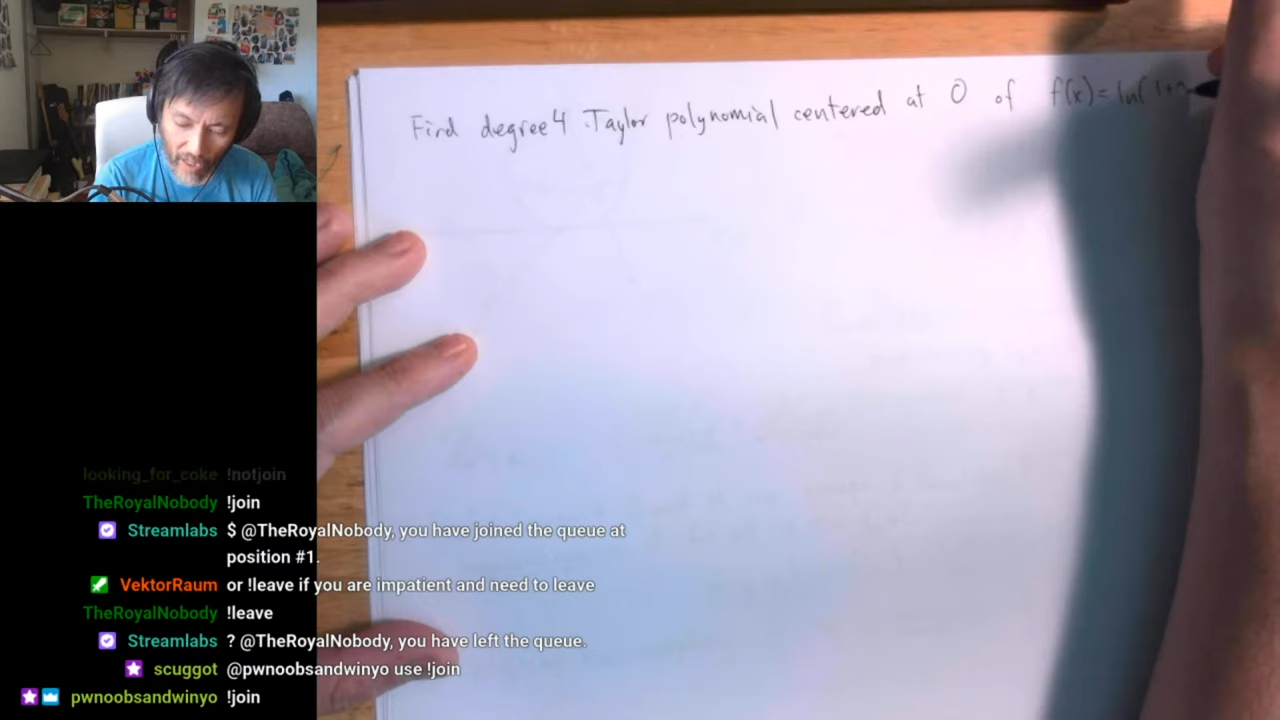 Find degree 4 Taylor polynomial centered at 0 of f(x) = ln(1+
looking_for_coke !notjoin
TheRoyalNobody !join
Streamlabs $ @TheRoyalNobody, you have joined the queue at
position #1.
VektorRaum or !leave if you are impatient and need to leave
TheRoyalNobody !leave
Streamlabs ? @TheRoyalNobody, you have left the queue.
scuggot @pwnoobsandwinyo use !join
pwnoobsandwinyo !join